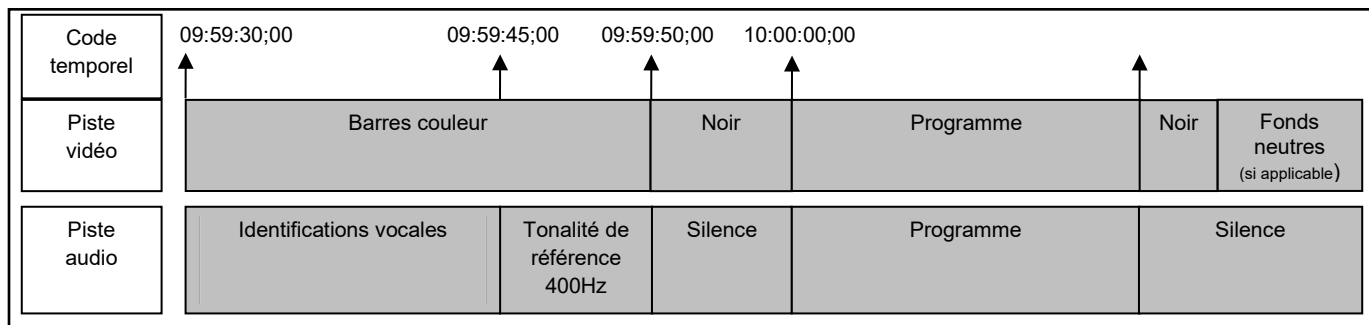 Code
temporel
09:59:30;00
09:59:45;00
09:59:50;00
10:00:00;00
Piste
vidéo
Barres couleur
Noir
Programme
Noir
Fonds
neutres
(si applicable)
Piste
audio
Identifications vocales
Tonalité de
référence
400Hz
Silence
Programme
Silence